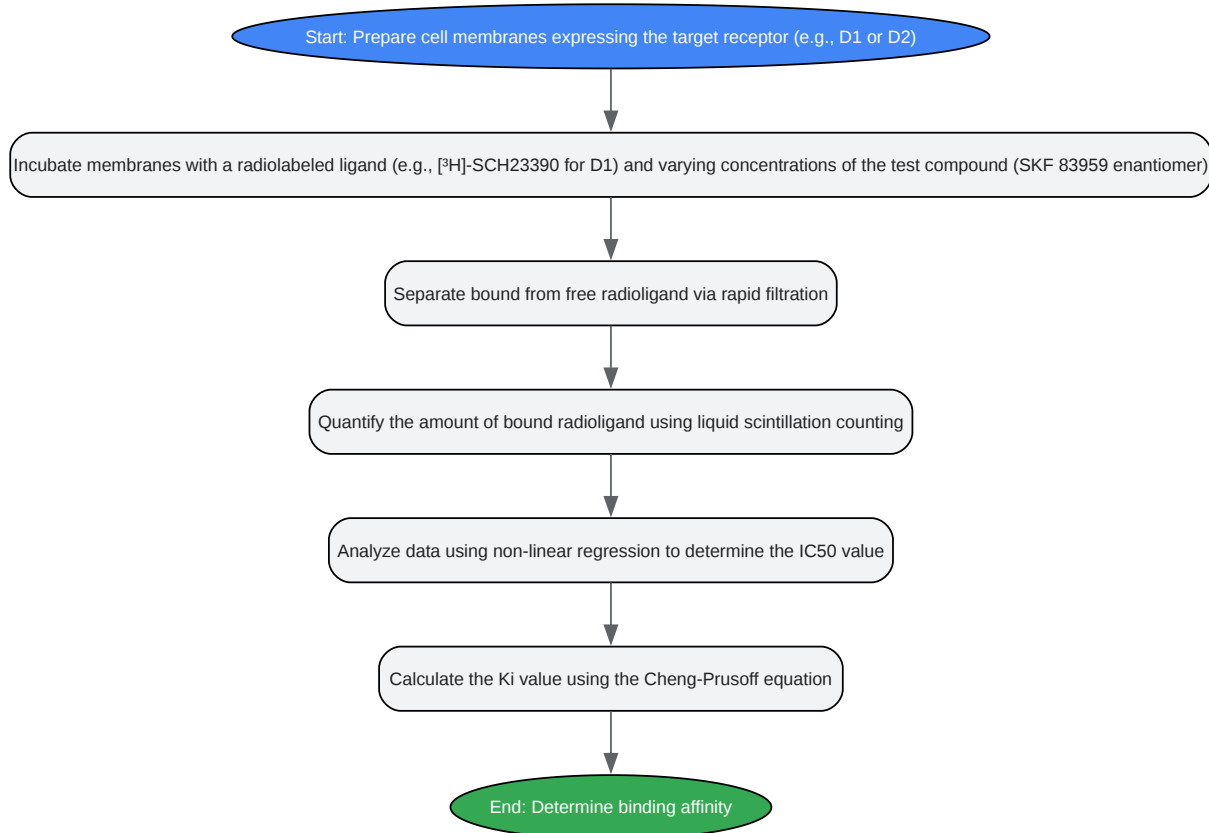 Start: Prepare cell membranes expressing the target receptor (e.g., D1 or D2)
Incubate membranes with a radiolabeled ligand (e.g., [³H]-SCH23390 for D1) and varying concentrations of the test compound (SKF 83959 enantiomer)
Separate bound from free radioligand via rapid filtration
Quantify the amount of bound radioligand using liquid scintillation counting
Analyze data using non-linear regression to determine the IC50 value
Calculate the Ki value using the Cheng-Prusoff equation
End: Determine binding affinity